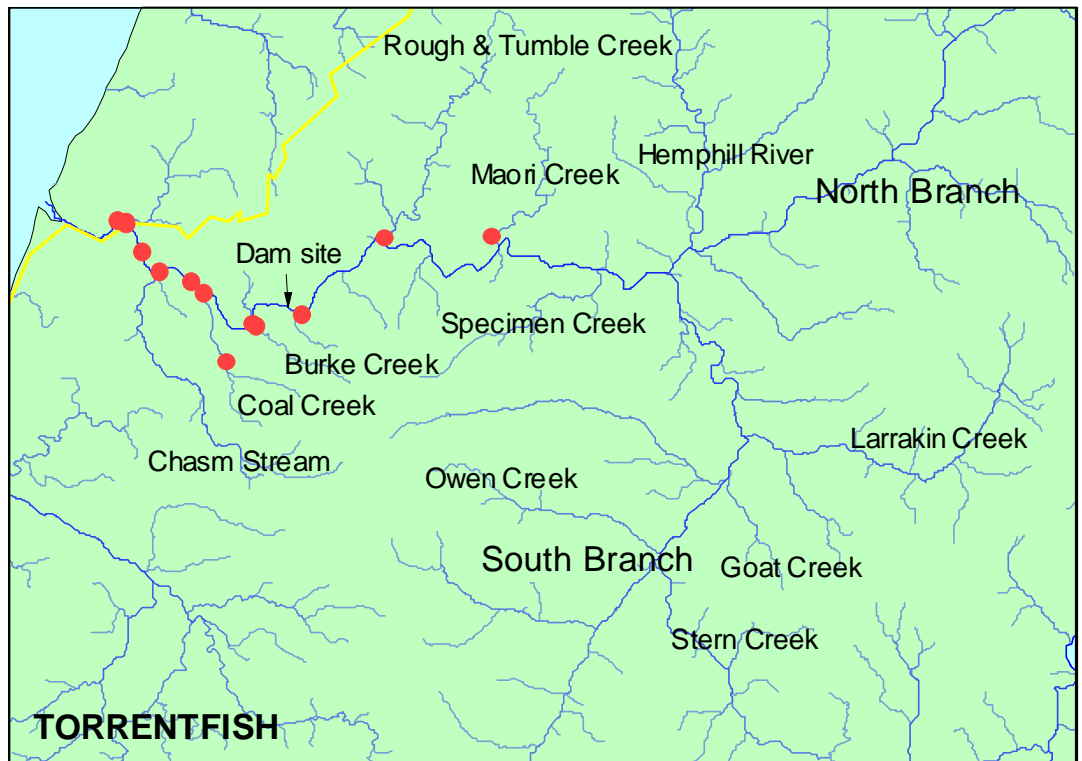 Rough & Tumble Creek
Hemphill River
Maori Creek
North Branch
Dam site
Specimen Creek
Burke Creek
Coal Creek
Larrakin Creek
Chasm Stream
Owen Creek
South Branch
Goat Creek
Stern Creek
TORRENTFISH